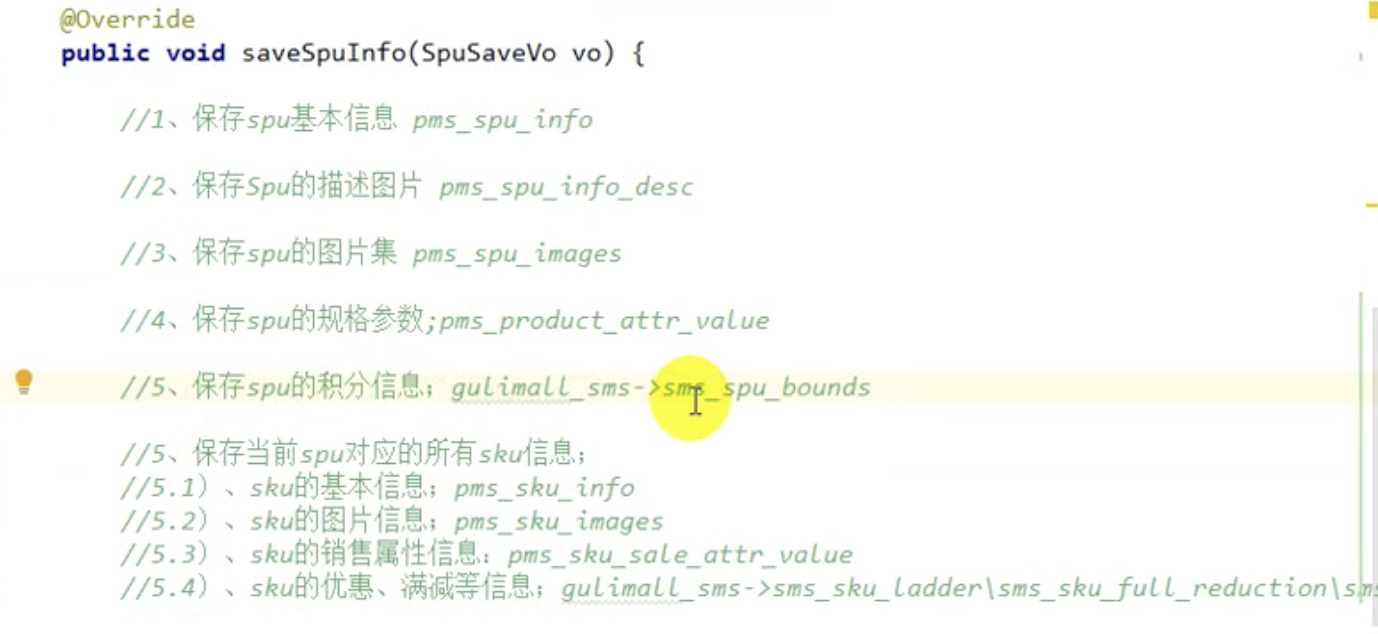 @Override
public void saveSpuInfo(SpuSaveVo vo) {
//1、保存spu基本信息 pms_spu_info
//2、保存Spu的描述图片 pms_spu_info_desc
//3、保存spu的图片集 pms_spu_images
//4、保存spu的规格参数;pms_product_attr_value
//5、保存spu的积分信息；gulimall_sms->sms_spu_bounds
//5、保存当前spu对应的所有sku信息；
//5.1）、sku的基本信息；pms_sku_info
//5.2）、sku的图片信息；pms_sku_images
//5.3）、sku的销售属性信息：pms_sku_sale_attr_value
//5.4）、sku的优惠、满减等信息；gulimall_sms->sms_sku_ladder\sms_sku_full_reduction\sms